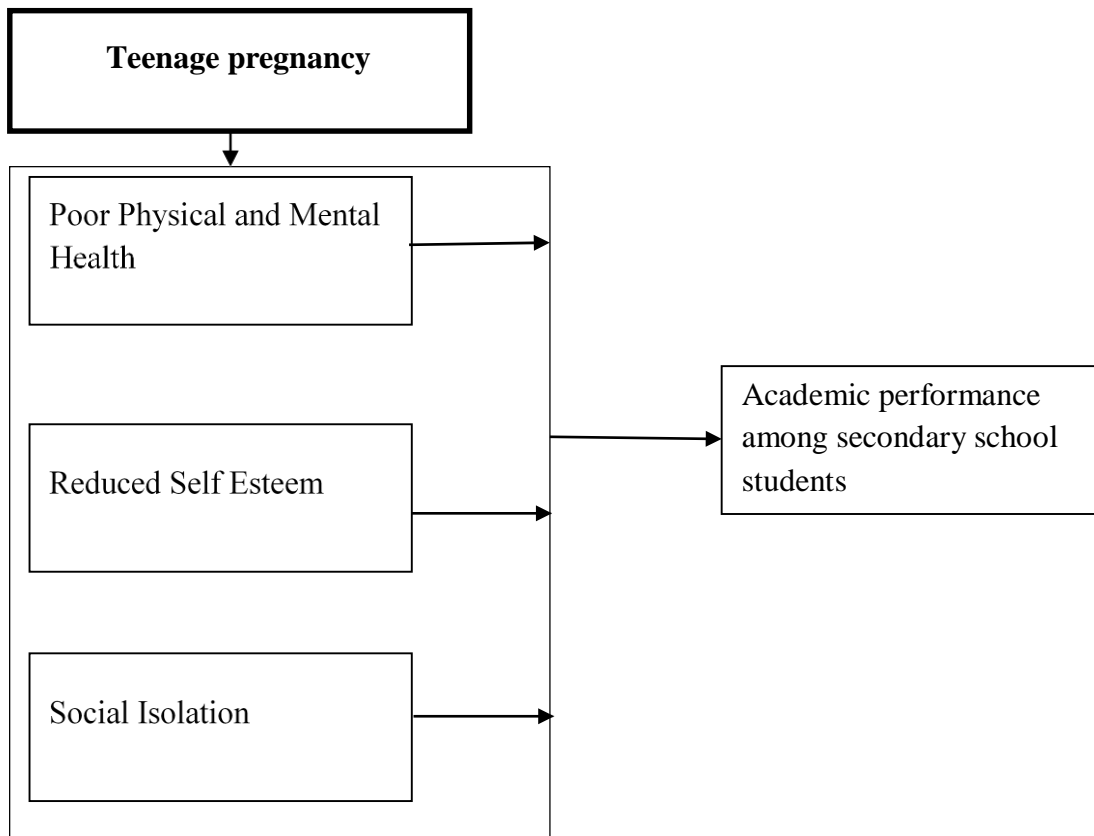 Teenage pregnancy
Poor Physical and Mental
Health
Reduced Self Esteem
Social Isolation
Academic performance
among secondary school
students